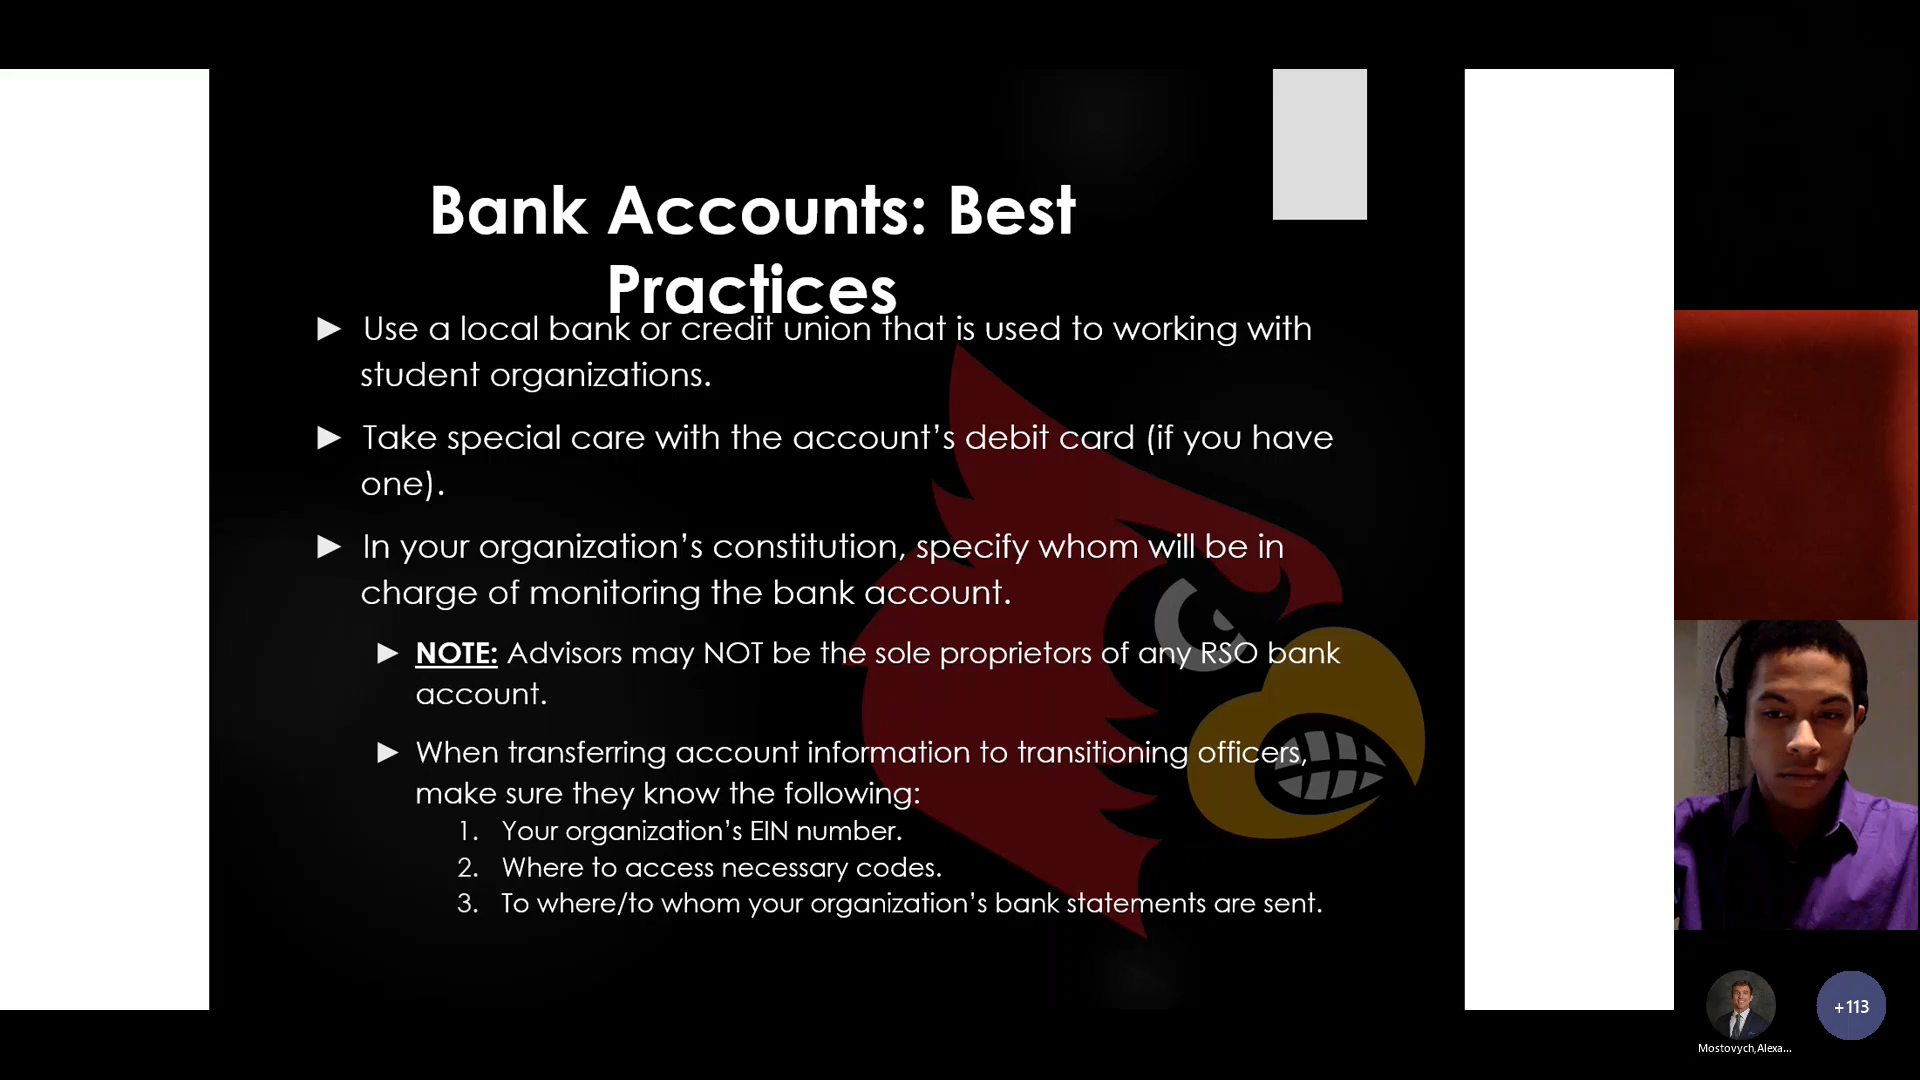 Bank Accounts: Best
Practices
► Use a local bank or credit union that is used to working with
student organizations.
► Take special care with the account’s debit card (if you have
one).
► In your organization’s constitution, specify whom will be in
charge of monitoring the bank account.
► NOTE: Advisors may NOT be the sole proprietors of any RSO bank
account.
► When transferring account information to transitioning officers,
make sure they know the following:
1. Your organization’s EIN number.
2. Where to access necessary codes.
3. To where/to whom your organization’s bank statements are sent.
+113
Mostovych,Alexa...